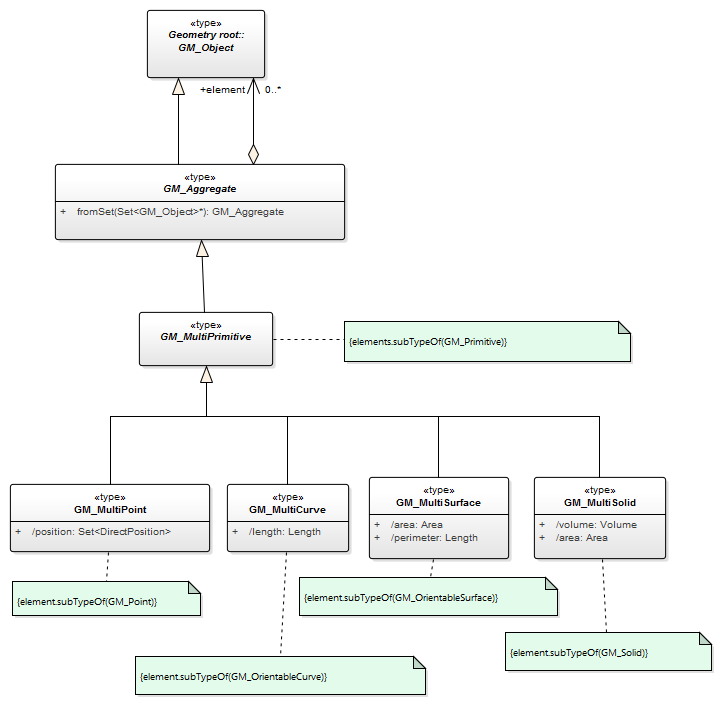 «type»
Geometry root::
GM_Object
+element
0..*
«type»
GM_Aggregate
+ fromSet(Set<GM_Object>*): GM_Aggregate
«type»
GM_MultiPrimitive
{elements.subTypeOf(GM_Primitive)}
«type»
GM_MultiPoint
+ /position: Set<DirectPosition>
«type»
GM_MultiCurve
+ /length: Length
«type»
GM_MultiSurface
+ /area: Area
+ /perimeter: Length
«type»
GM_MultiSolid
+ /volume: Volume
+ /area: Area
{element.subTypeOf(GM_Point)}
{element.subTypeOf(GM_OrientableSurface)}
{element.subTypeOf(GM_Solid)}
{element.subTypeOf(GM_OrientableCurve)}